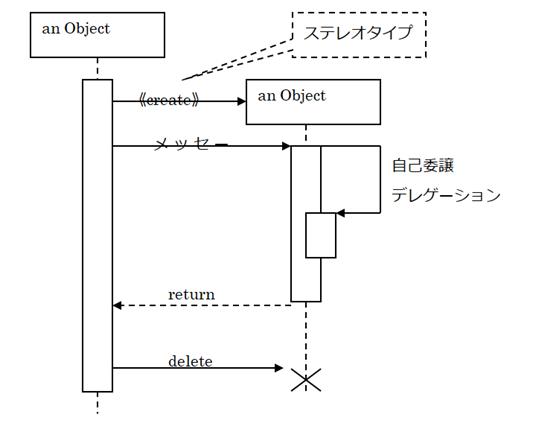 an Object
ステレオタイプ
《create》
an Object
メッセー
自己委譲
デレゲーション
return
delete